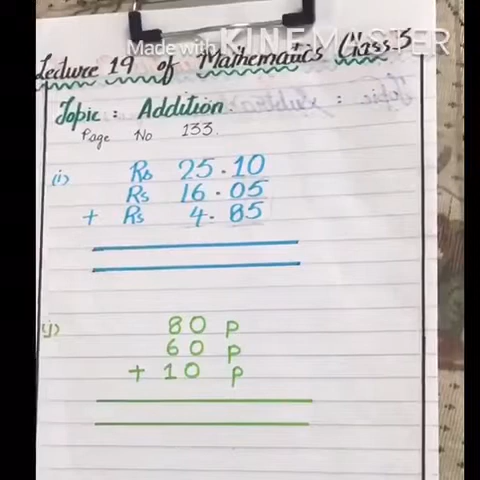 Made with KINEMASTER
Lecture 19 of Mathematics Class-3
Topic : Addition.
Page No 133.
(i) Rs 25.10
Rs 16.05
+ Rs 4.85
(j) 80 p
60 p
+ 10 p